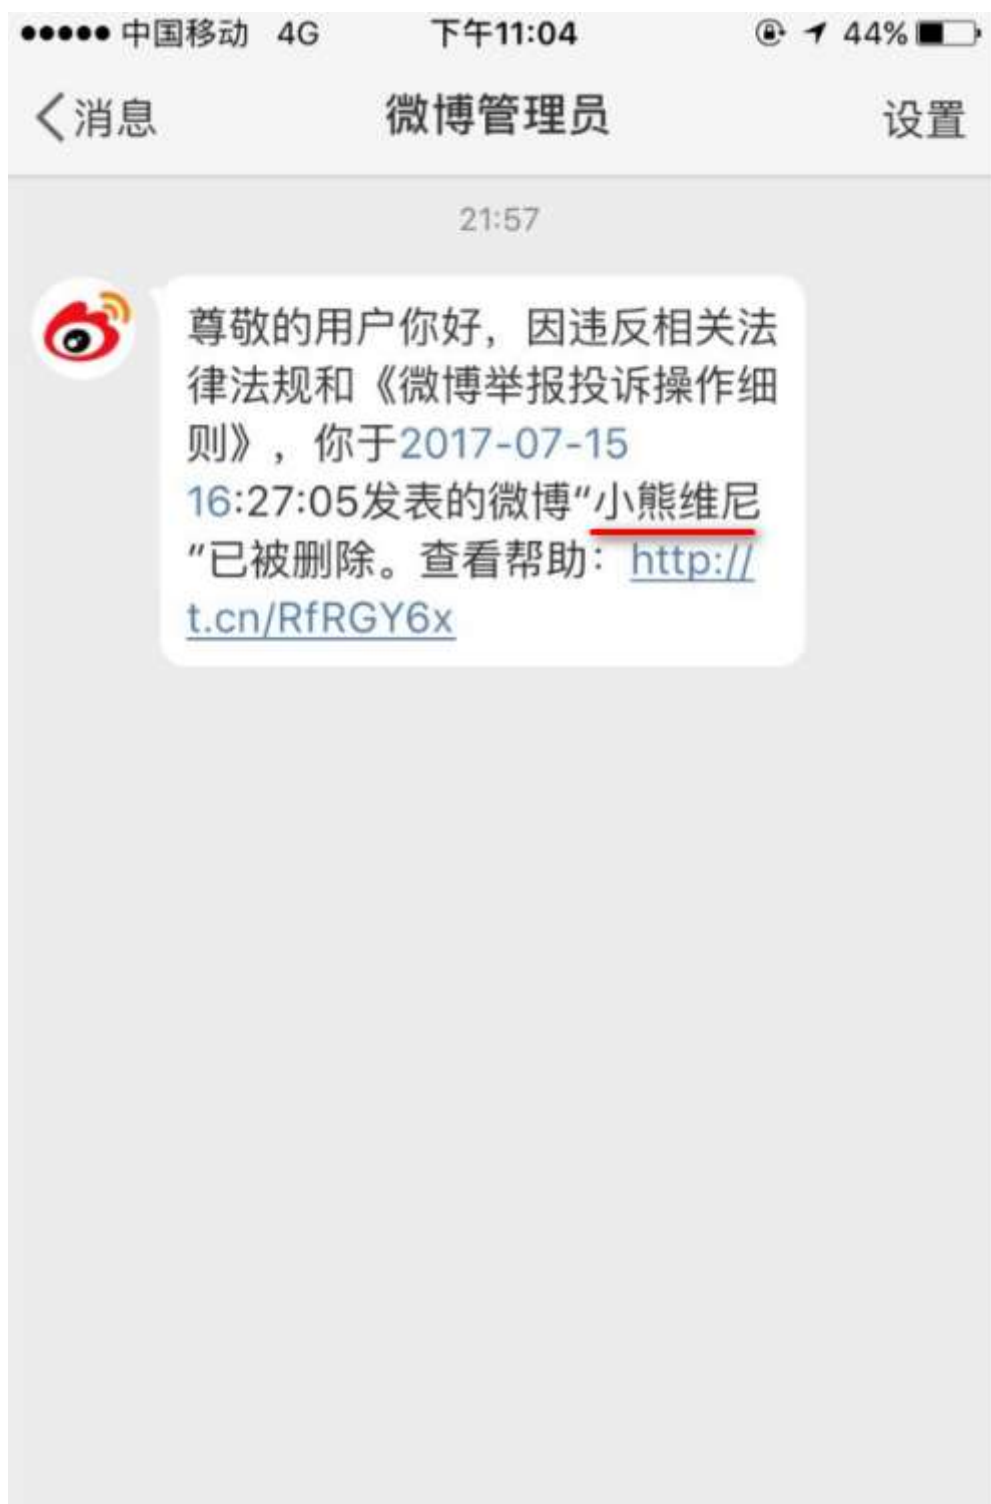 中国移动 4G 下午11:04 44%
消息 微博管理员 设置
21:57
尊敬的用户你好，因违反相关法
律法规和《微博举报投诉操作细
则》，你于2017-07-15
16:27:05发表的微博“小熊维尼
”已被删除。查看帮助：http://
t.cn/RfRGY6x